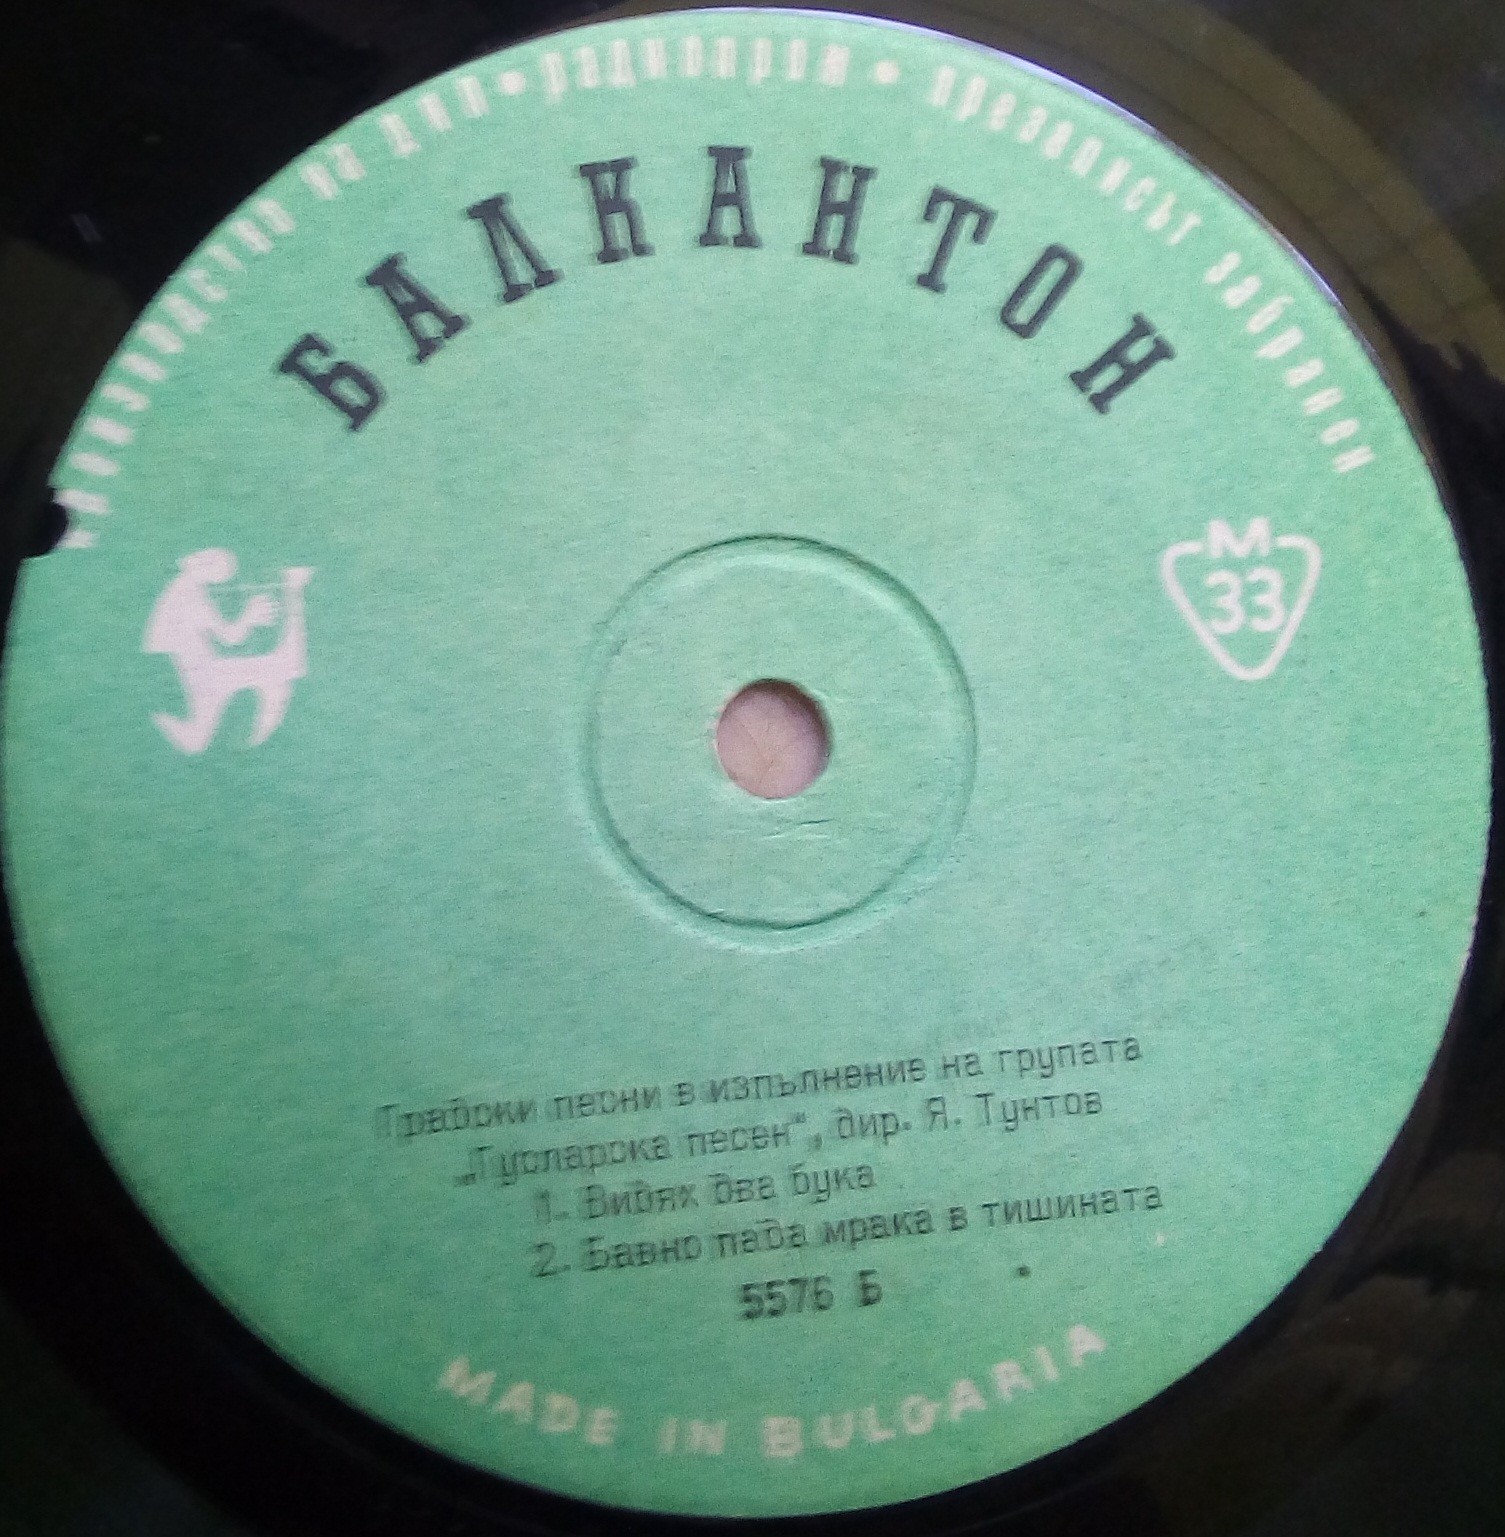 производство на дип • радиопром • презаписът забранен
БАЛКАНТОН
М
33
Градски песни в изпълнение на групата
„Гусларска песен“, дир. Я. Тунтов
1. Видях два бука
2. Бавно пада мрака в тишината
5576 Б
MADE IN BULGARIA